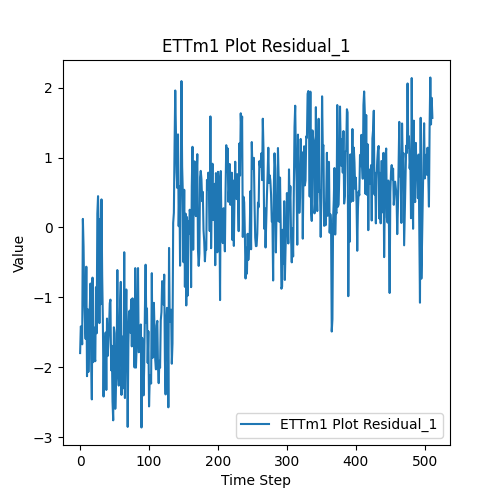 ETTm1 Plot Residual_1
2
1
0
−1
−2
−3
Value
0 100 200 300 400 500
Time Step
ETTm1 Plot Residual_1